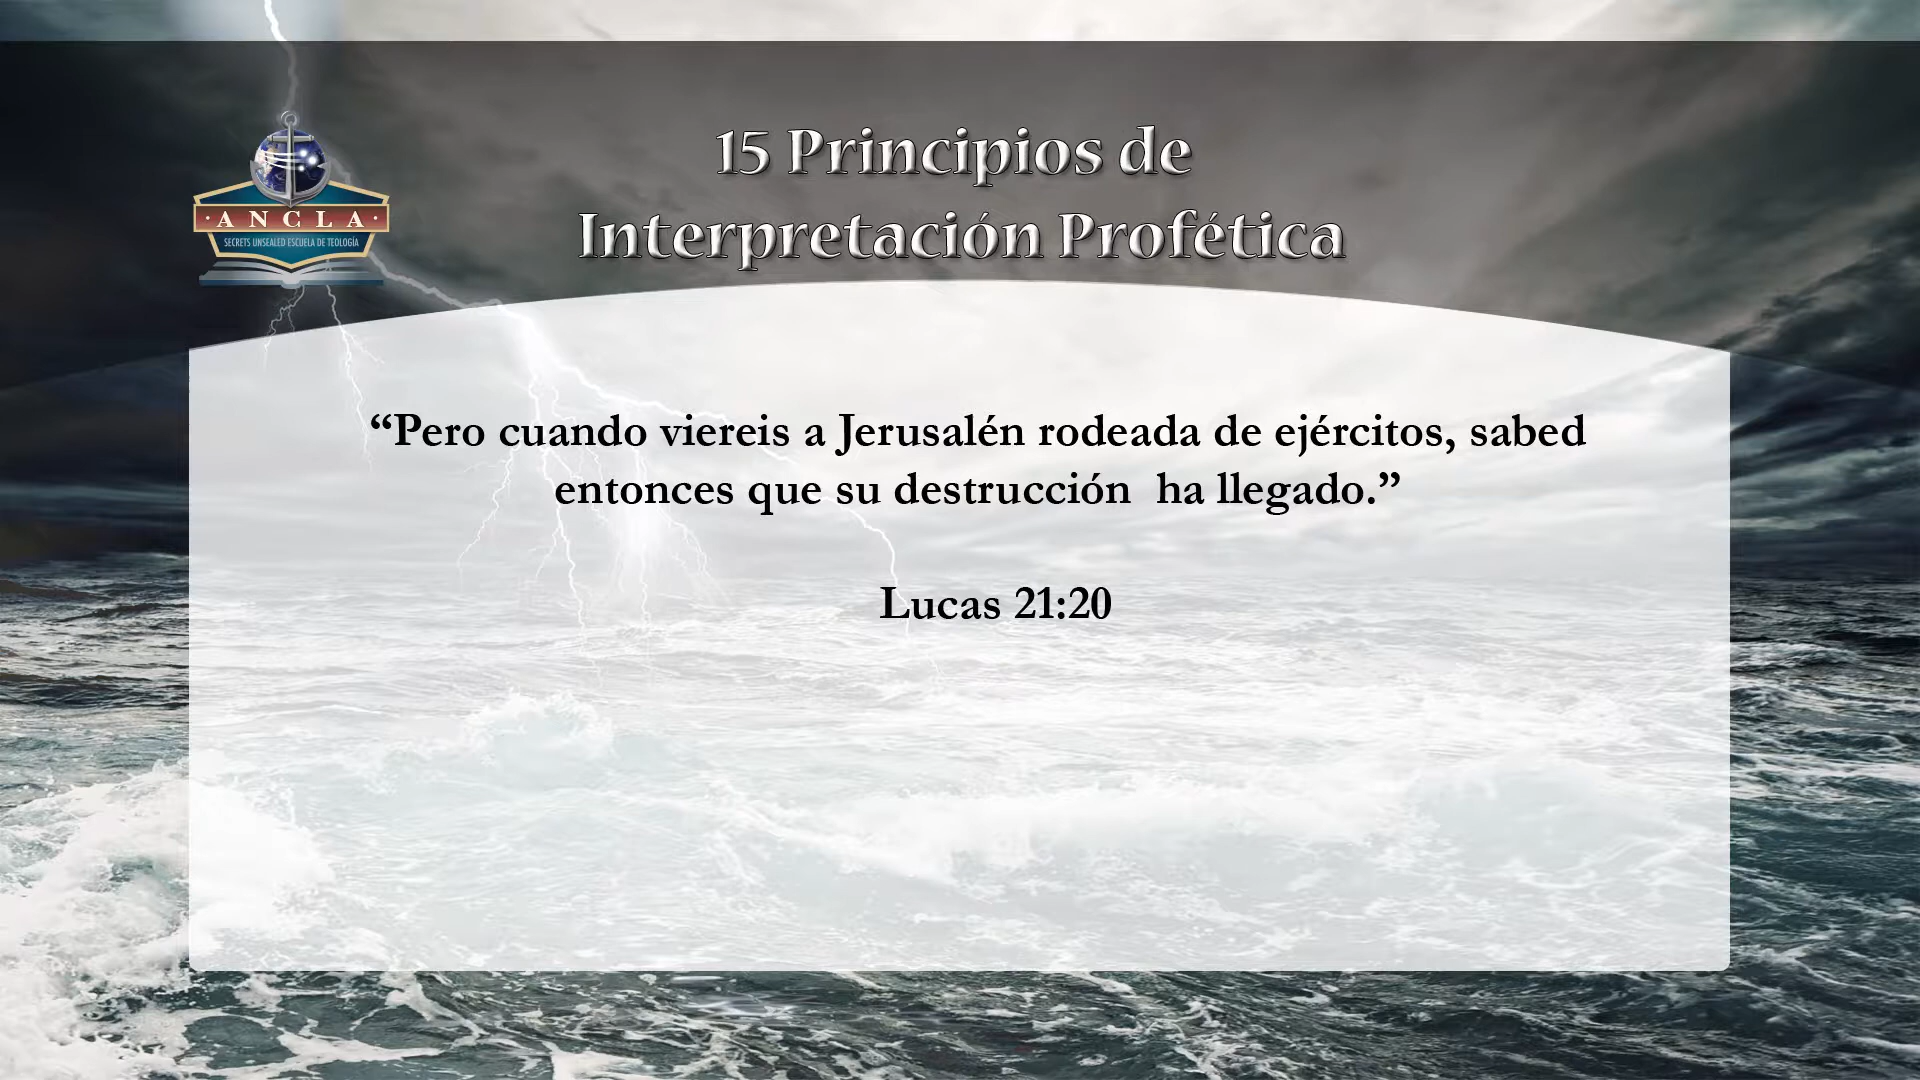 15 Principios de
Interpretación Profética
· A N C L A ·
SECRETS UNSEALED ESCUELA DE TEOLOGÍA
“Pero cuando viereis a Jerusalén rodeada de ejércitos, sabed
entonces que su destrucción  ha llegado.”
Lucas 21:20